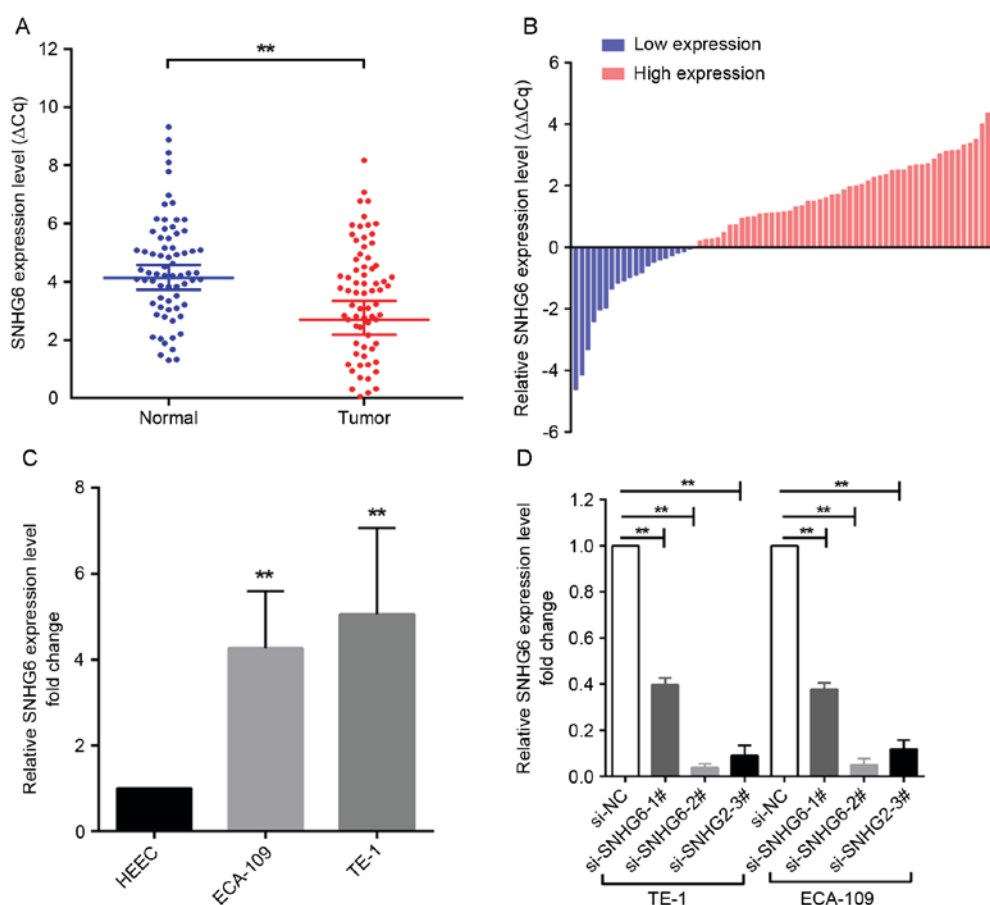 A
SNHG6 expression level (ΔCq)
12
10
8
6
4
2
0
**
Normal
Tumor
B
Low expression
High expression
Relative SNHG6 expression level (ΔΔCq)
6
4
2
0
-2
-4
-6
C
Relative SNHG6 expression level
fold change
8
6
4
2
0
**
**
HEEC
ECA-109
TE-1
D
Relative SNHG6 expression level
fold change
1.2
1.0
0.8
0.6
0.4
0.2
0.0
**
**
**
**
**
**
si-NC
si-SNHG6-1#
si-SNHG6-2#
si-SNHG2-3#
si-NC
si-SNHG6-1#
si-SNHG6-2#
si-SNHG2-3#
TE-1
ECA-109